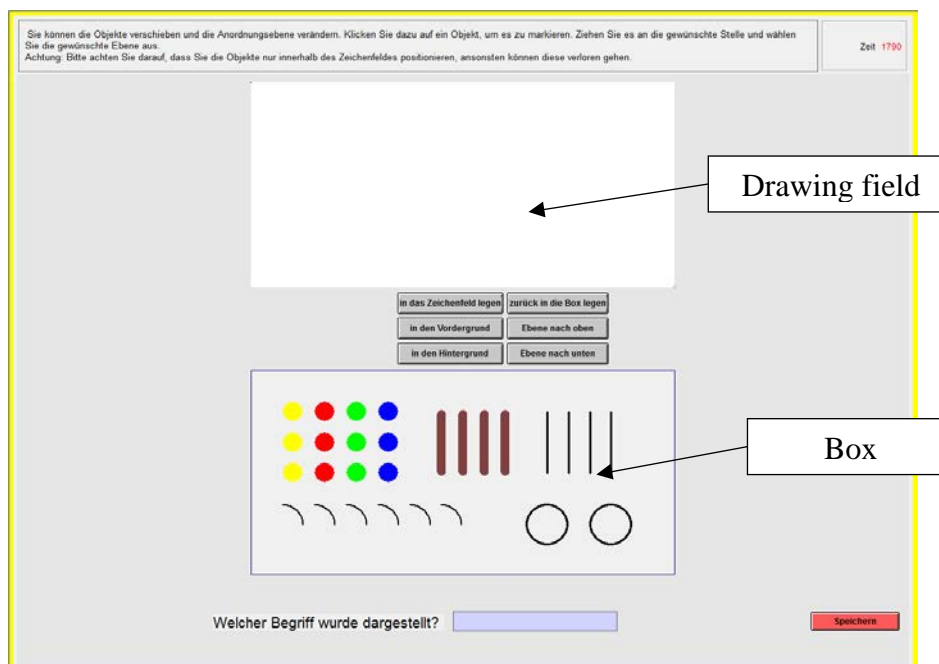 Sie können die Objekte verschieben und die Anordnungsebene verändern. Klicken Sie dazu auf ein Objekt, um es zu markieren. Ziehen Sie es an die gewünschte Stelle und wählen
Sie die gewünschte Ebene aus.
Achtung: Bitte achten Sie darauf, dass Sie die Objekte nur innerhalb des Zeichenfeldes positionieren, ansonsten können diese verloren gehen.
Zeit 1790
Drawing field
in das Zeichenfeld legen zurück in die Box legen
in den Vordergrund Ebene nach oben
in den Hintergrund Ebene nach unten
Box
Welcher Begriff wurde dargestellt?
Speichern